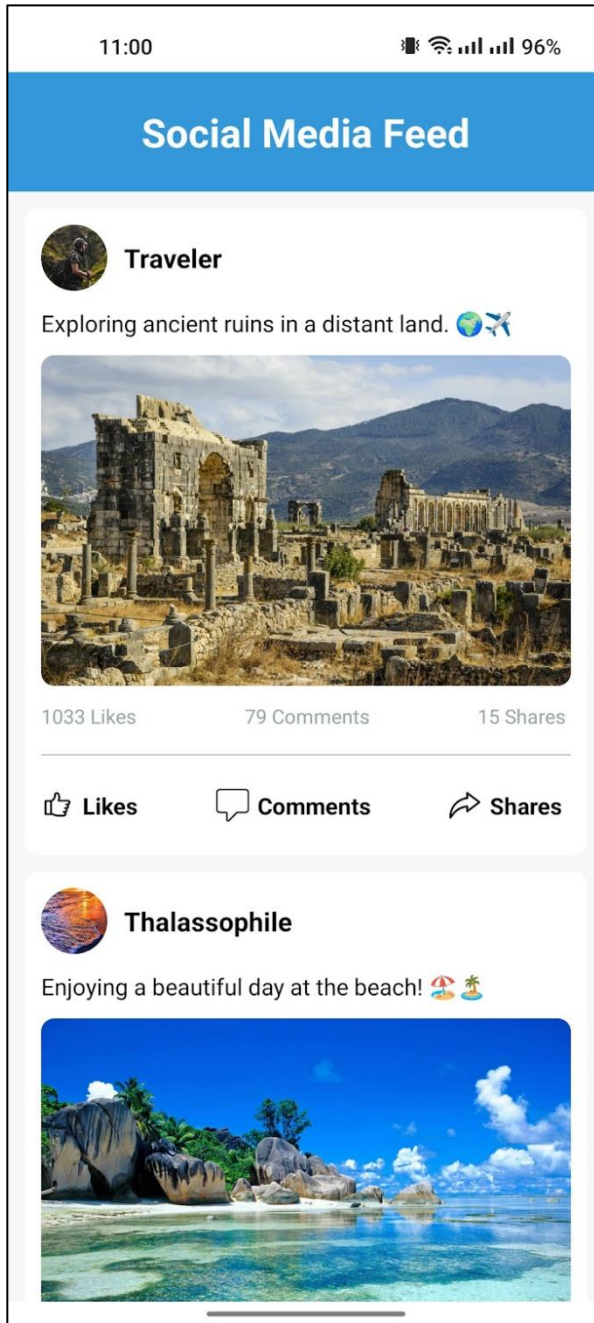 11:00 96%
Social Media Feed
Traveler
Exploring ancient ruins in a distant land. 🌍✈️
1033 Likes 79 Comments 15 Shares
Likes Comments Shares
Thalassophile
Enjoying a beautiful day at the beach! 🏖️🏝️